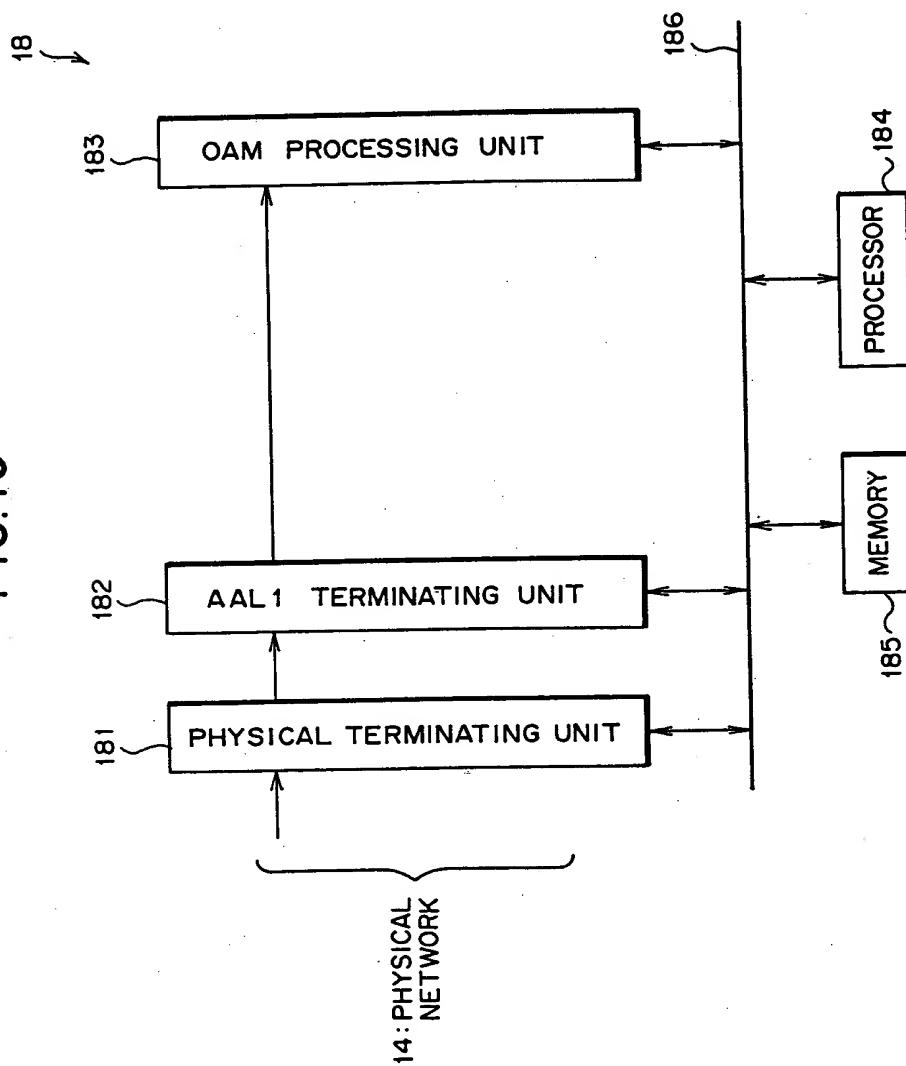 18
183
OAM PROCESSING UNIT
182
AAL1 TERMINATING UNIT
181
PHYSICAL TERMINATING UNIT
14: PHYSICAL
NETWORK
186
184
PROCESSOR
MEMORY
185